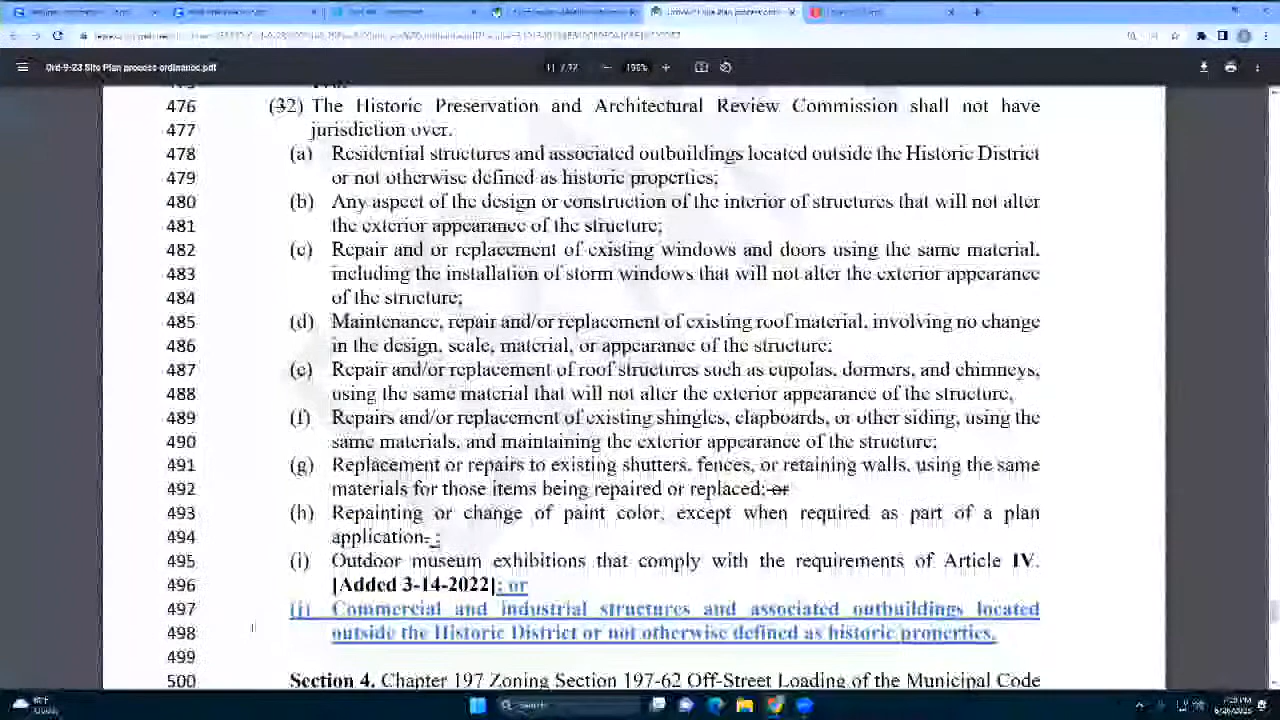 Ord-9-23 Site Plan process ordinance.pdf
11 / 22
196%
476 (32) The Historic Preservation and Architectural Review Commission shall not have
477 jurisdiction over.
478 (a) Residential structures and associated outbuildings located outside the Historic District
479 or not otherwise defined as historic properties;
480 (b) Any aspect of the design or construction of the interior of structures that will not alter
481 the exterior appearance of the structure;
482 (c) Repair and or replacement of existing windows and doors using the same material,
483 including the installation of storm windows that will not alter the exterior appearance
484 of the structure;
485 (d) Maintenance, repair and/or replacement of existing roof material, involving no change
486 in the design, scale, material, or appearance of the structure;
487 (e) Repair and/or replacement of roof structures such as cupolas, dormers, and chimneys,
488 using the same material that will not alter the exterior appearance of the structure,
489 (f) Repairs and/or replacement of existing shingles, clapboards, or other siding, using the
490 same materials, and maintaining the exterior appearance of the structure;
491 (g) Replacement or repairs to existing shutters, fences, or retaining walls, using the same
492 materials for those items being repaired or replaced; or
493 (h) Repainting or change of paint color, except when required as part of a plan
494 application. ;
495 (i) Outdoor museum exhibitions that comply with the requirements of Article IV.
496 [Added 3-14-2022]; or
497 (j) Commercial and industrial structures and associated outbuildings located
498 outside the Historic District or not otherwise defined as historic properties.
499
500 Section 4. Chapter 197 Zoning Section 197-62 Off-Street Loading of the Municipal Code
Search